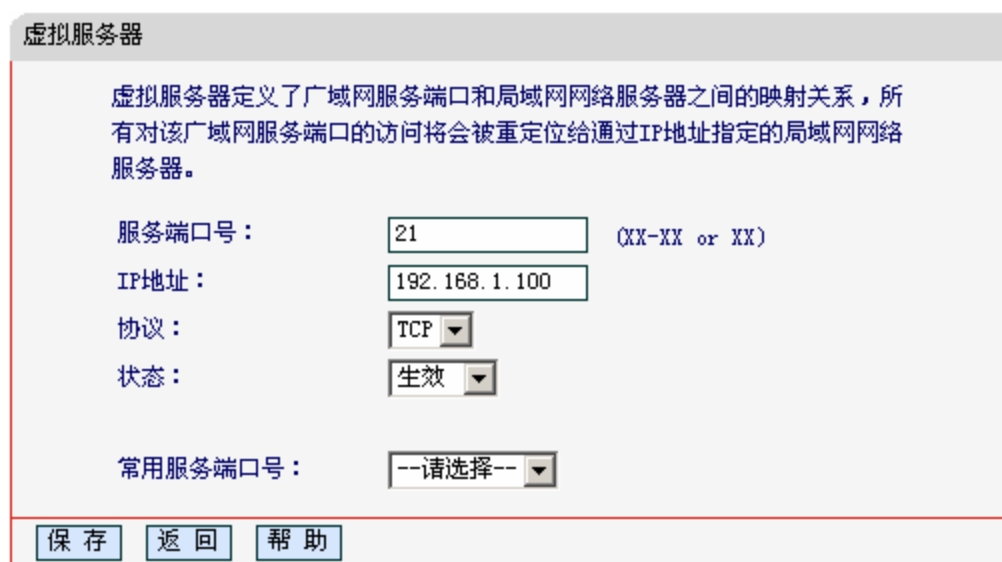 虚拟服务器
虚拟服务器定义了广域网服务端口和局域网网络服务器之间的映射关系，所
有对该广域网服务端口的访问将会被重定位给通过IP地址指定的局域网网络
服务器。
服务端口号： 21 (XX-XX or XX)
IP地址： 192.168.1.100
协议： TCP
状态： 生效
常用服务端口号： --请选择--
保 存 返 回 帮 助